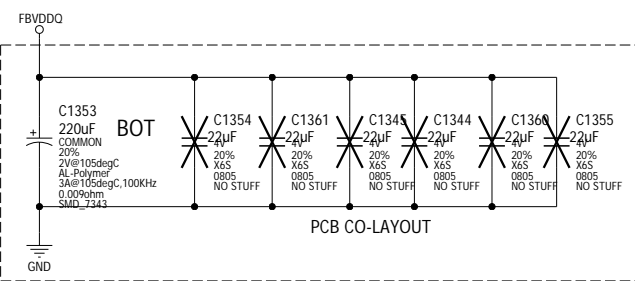 FBVDDQ
C1353
220uF
COMMON
20%
2V@105degC
AL-Polymer
3A@105degC,100KHz
0.009ohm
SMD_7343
BOT
C1354
22uF
4V
20%
X6S
0805
NO STUFF
C1361
22uF
4V
20%
X6S
0805
NO STUFF
C1345
22uF
4V
20%
X6S
0805
NO STUFF
C1344
22uF
4V
20%
X6S
0805
NO STUFF
C1360
22uF
4V
20%
X6S
0805
NO STUFF
C1355
22uF
4V
20%
X6S
0805
NO STUFF
PCB CO-LAYOUT
GND